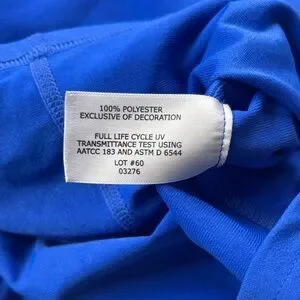 100% POLYESTER
EXCLUSIVE OF DECORATION
FULL LIFE CYCLE UV
TRANSMITTANCE TEST USING
AATCC 183 AND ASTM D 6544
LOT #60
03276